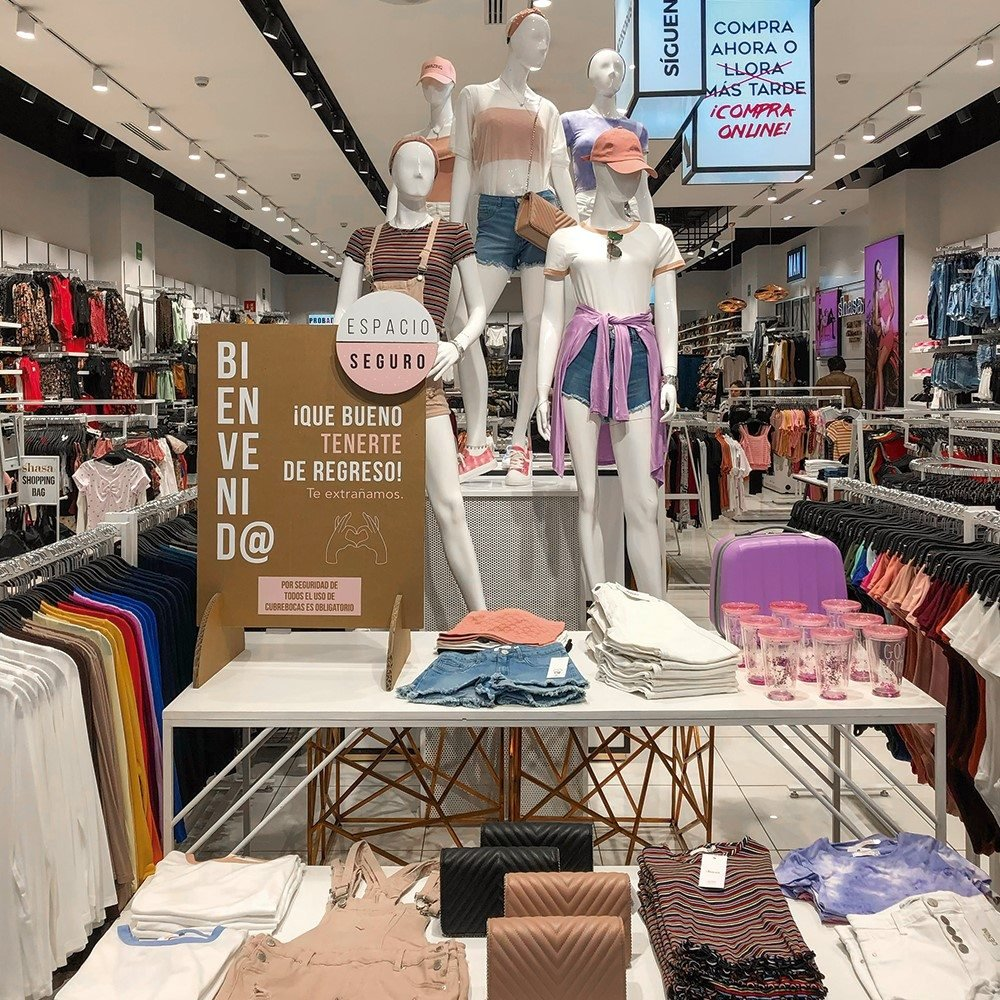 SÍGUEN
COMPRA
AHORA O
LLORA
MÁS TARDE
¡COMPRA
ONLINE!
ESPACIO
SEGURO
BI
EN
VE
NI
D@
¡QUE BUENO
TENERTE
DE REGRESO!
Te extrañamos.
POR SEGURIDAD DE
TODOS EL USO DE
CUBREBOCAS ES OBLIGATORIO
shasa
SHOPPING
BAG
PROBAD